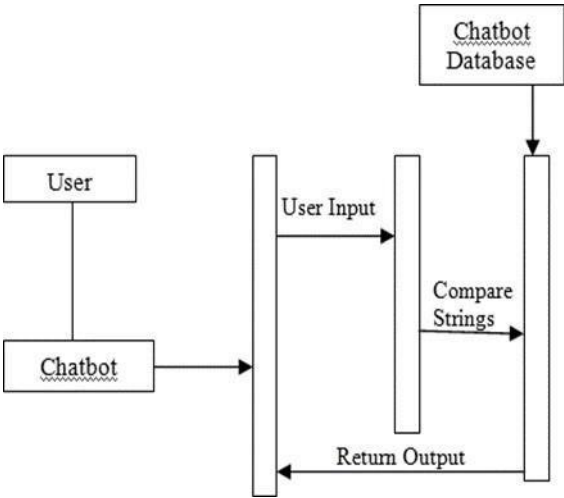 Chatbot
Database
User
User Input
Compare
Strings
Chatbot
Return Output